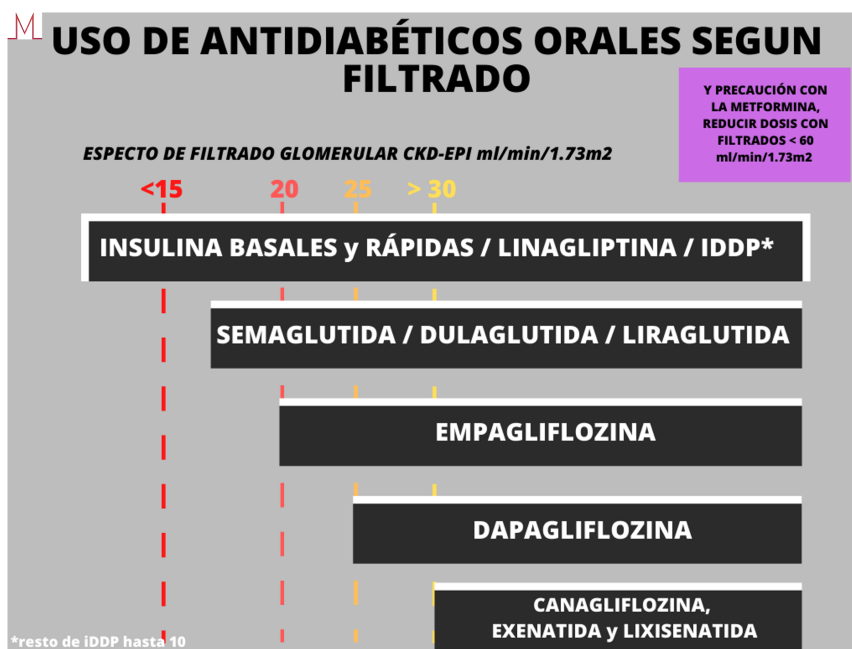 M
USO DE ANTIDIABÉTICOS ORALES SEGUN
FILTRADO
Y PRECAUCIÓN CON
LA METFORMINA,
REDUCIR DOSIS CON
FILTRADOS < 60
ml/min/1.73m2
ESPECTO DE FILTRADO GLOMERULAR CKD-EPI ml/min/1.73m2
<15 20 25 > 30
INSULINA BASALES y RÁPIDAS / LINAGLIPTINA / IDDP*
SEMAGLUTIDA / DULAGLUTIDA / LIRAGLUTIDA
EMPAGLIFLOZINA
DAPAGLIFLOZINA
CANAGLIFLOZINA,
EXENATIDA y LIXISENATIDA
*resto de iDDP hasta 10